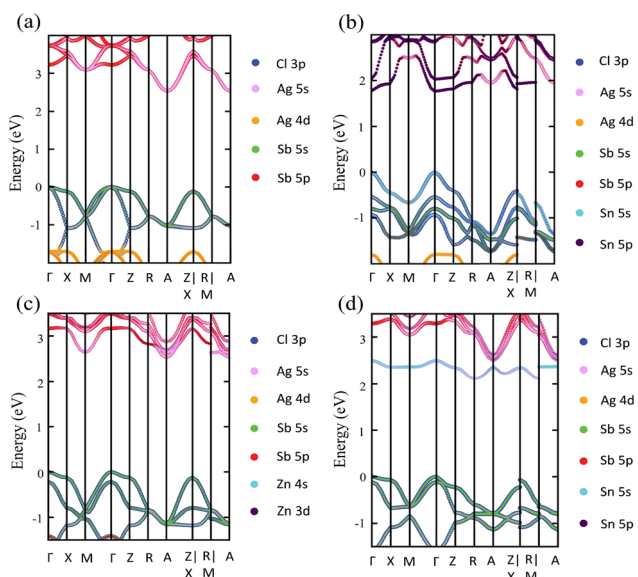 (a)
3
2
1
0
-1
Energy (eV)
Γ X M Γ Z R A Z| R| A
X M
Cl 3p
Ag 5s
Ag 4d
Sb 5s
Sb 5p
(b)
3
2
1
0
-1
Energy (eV)
Γ X M Γ Z R A Z| R| A
X M
Cl 3p
Ag 5s
Ag 4d
Sb 5s
Sb 5p
Sn 5s
Sn 5p
(c)
3
2
1
0
-1
Energy (eV)
Γ X M Γ Z R A Z| R| A
X M
Cl 3p
Ag 5s
Ag 4d
Sb 5s
Sb 5p
Zn 4s
Zn 3d
(d)
3
2
1
0
-1
Energy (eV)
Γ X M Γ Z R A Z| R| A
X M
Cl 3p
Ag 5s
Ag 4d
Sb 5s
Sb 5p
Sn 5s
Sn 5p